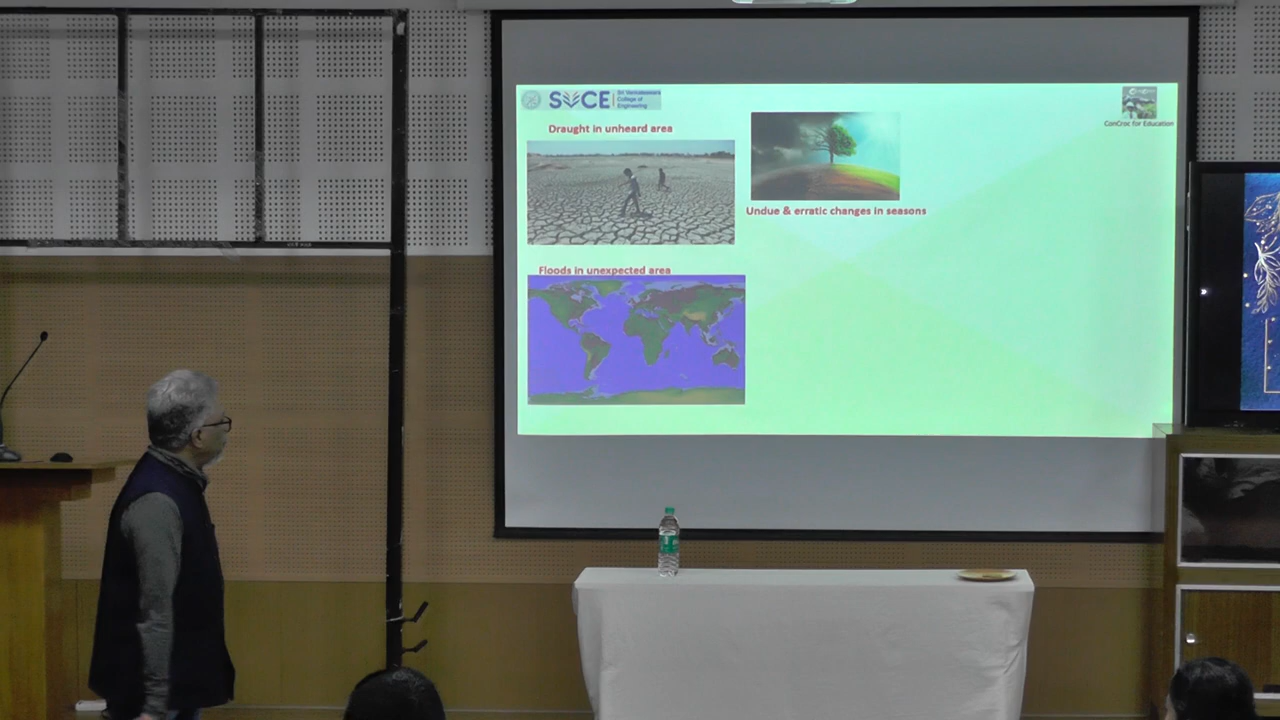 SVCE
Sri Venkateswara
College of
Engineering
ConCroc for Education
Draught in unheard area
Undue & erratic changes in seasons
Floods in unexpected area